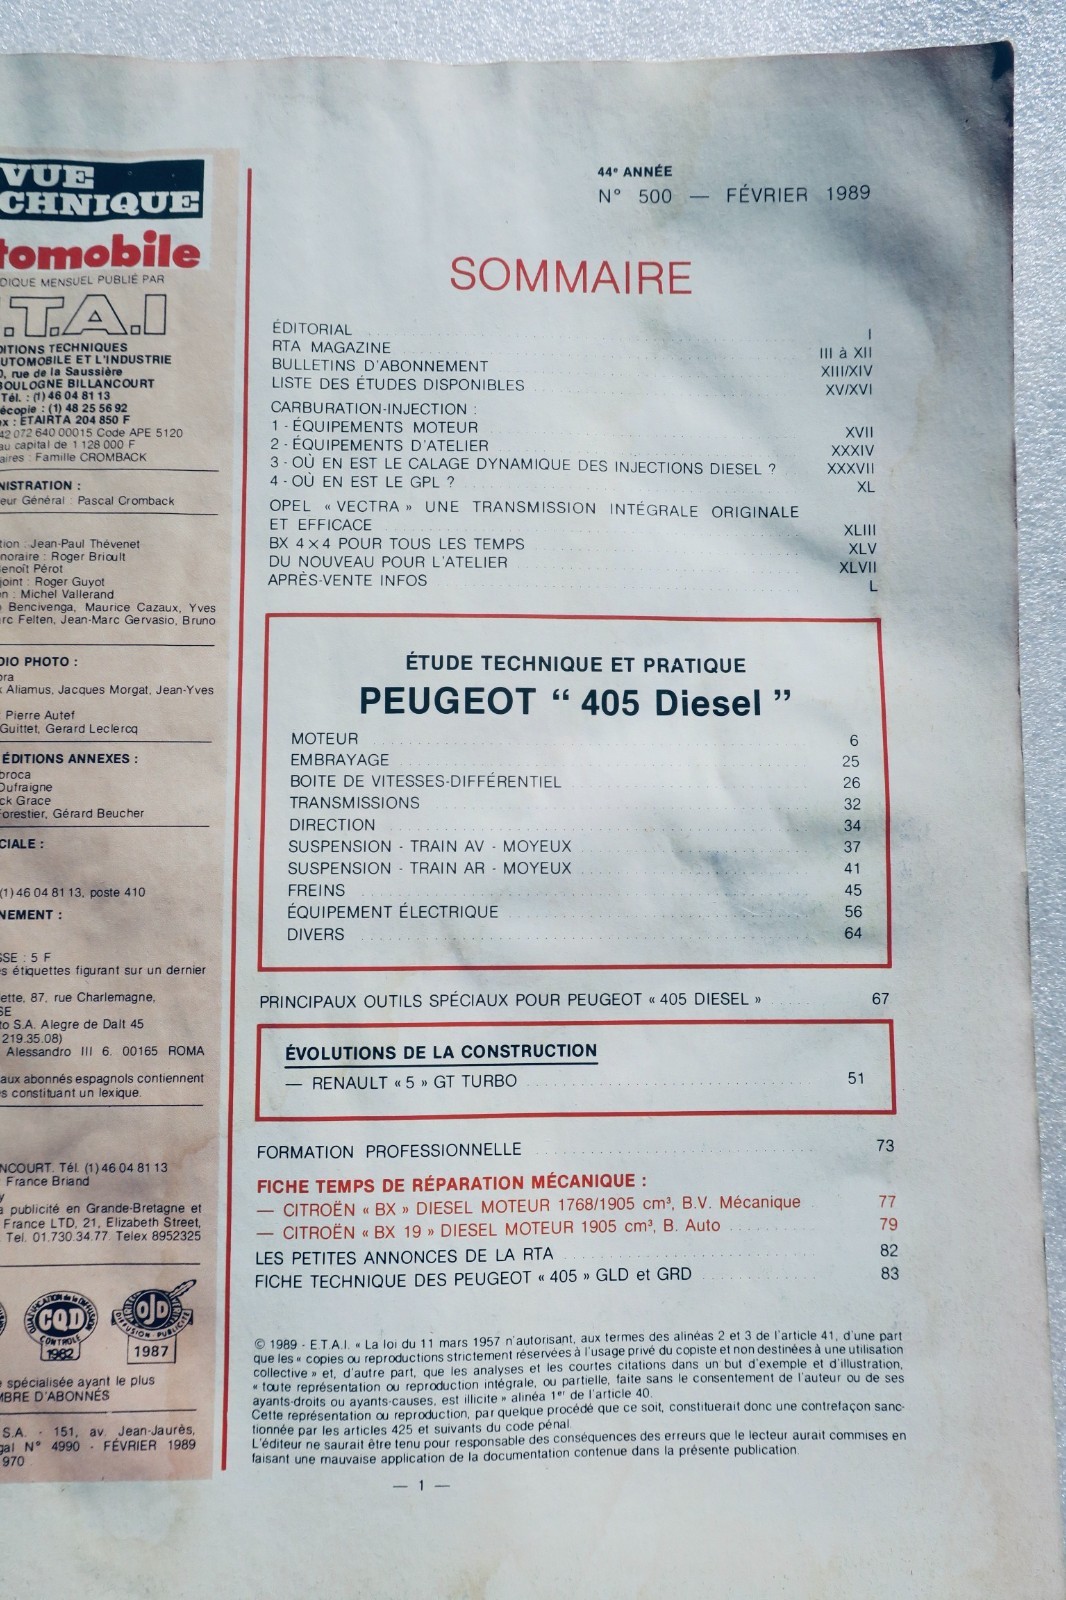 VUE
CHNIQUE
tomobile
DIQUE MENSUEL PUBLIÉ PAR
.T.A.I
DITIONS TECHNIQUES
UTOMOBILE ET L'INDUSTRIE
0, rue de la Saussière
BOULOGNE BILLANCOURT
Tél. : (1) 46 04 81 13
écopie : (1) 48 25 56 92
ex : ETAIRTA 204 850 F
42 072 640 00015 Code APE 5120
au capital de 1 128 000 F
aires : Famille CROMBACK
NISTRATION :
eur Général : Pascal Cromback
tion : Jean-Paul Thévenet
noraire : Roger Brioult
Benoît Pérot
joint : Roger Guyot
n : Michel Vallerand
Bencivenga, Maurice Cazaux, Yves
rc Felten, Jean-Marc Gervasio, Bruno
DIO PHOTO :
ora
x Aliamus, Jacques Morgat, Jean-Yves
Pierre Autef
Guittet, Gerard Leclercq
ÉDITIONS ANNEXES :
broca
Dufraigne
ck Grace
Forestier, Gérard Beucher
CIALE :
(1) 46 04 81 13, poste 410
NEMENT :
SSE : 5 F
s étiquettes figurant sur un dernier
ette, 87, rue Charlemagne,
SE
to S.A. Alegre de Dalt 45
219.35.08)
Alessandro III 6. 00165 ROMA
aux abonnés espagnols contiennent
s constituant un lexique.
NCOURT. Tél. (1) 46 04 81 13
France Briand
y
a publicité en Grande-Bretagne et
France LTD, 21, Elizabeth Street,
Tel. 01.730.34.77. Telex 8952325
CQD
CONTROLE
1982
OJD
DIFFUSION PUBLICITÉ
1987
spécialisée ayant le plus
MBRE D'ABONNÉS
S.A. - 151, av. Jean-Jaurès,
gal N° 4990 - FÉVRIER 1989
970
44e ANNÉE
N° 500 — FÉVRIER 1989
SOMMAIRE
ÉDITORIAL I
RTA MAGAZINE III à XII
BULLETINS D'ABONNEMENT XIII/XIV
LISTE DES ÉTUDES DISPONIBLES XV/XVI
CARBURATION-INJECTION :
1 - ÉQUIPEMENTS MOTEUR XVII
2 - ÉQUIPEMENTS D'ATELIER XXXIV
3 - OÙ EN EST LE CALAGE DYNAMIQUE DES INJECTIONS DIESEL ? XXXVII
4 - OÙ EN EST LE GPL ? XL
OPEL « VECTRA » UNE TRANSMISSION INTÉGRALE ORIGINALE
ET EFFICACE XLIII
BX 4 × 4 POUR TOUS LES TEMPS XLV
DU NOUVEAU POUR L'ATELIER XLVII
APRÈS-VENTE INFOS L
ÉTUDE TECHNIQUE ET PRATIQUE
PEUGEOT “ 405 Diesel ”
MOTEUR 6
EMBRAYAGE 25
BOITE DE VITESSES-DIFFÉRENTIEL 26
TRANSMISSIONS 32
DIRECTION 34
SUSPENSION - TRAIN AV - MOYEUX 37
SUSPENSION - TRAIN AR - MOYEUX 41
FREINS 45
ÉQUIPEMENT ÉLECTRIQUE 56
DIVERS 64
PRINCIPAUX OUTILS SPÉCIAUX POUR PEUGEOT « 405 DIESEL » 67
ÉVOLUTIONS DE LA CONSTRUCTION
— RENAULT « 5 » GT TURBO 51
FORMATION PROFESSIONNELLE 73
FICHE TEMPS DE RÉPARATION MÉCANIQUE :
— CITROËN « BX » DIESEL MOTEUR 1768/1905 cm³, B.V. Mécanique 77
— CITROËN « BX 19 » DIESEL MOTEUR 1905 cm³, B. Auto 79
LES PETITES ANNONCES DE LA RTA 82
FICHE TECHNIQUE DES PEUGEOT « 405 » GLD et GRD 83
© 1989 - E.T.A.I. « La loi du 11 mars 1957 n'autorisant, aux termes des alinéas 2 et 3 de l'article 41, d'une part
que les « copies ou reproductions strictement réservées à l'usage privé du copiste et non destinées à une utilisation
collective » et, d'autre part, que les analyses et les courtes citations dans un but d'exemple et d'illustration,
« toute représentation ou reproduction intégrale, ou partielle, faite sans le consentement de l'auteur ou de ses
ayants-droits ou ayants-causes, est illicite » alinéa 1er de l'article 40.
Cette représentation ou reproduction, par quelque procédé que ce soit, constituerait donc une contrefaçon sanc-
tionnée par les articles 425 et suivants du code pénal.
L'éditeur ne saurait être tenu pour responsable des conséquences des erreurs que le lecteur aurait commises en
faisant une mauvaise application de la documentation contenue dans la présente publication.
— 1 —